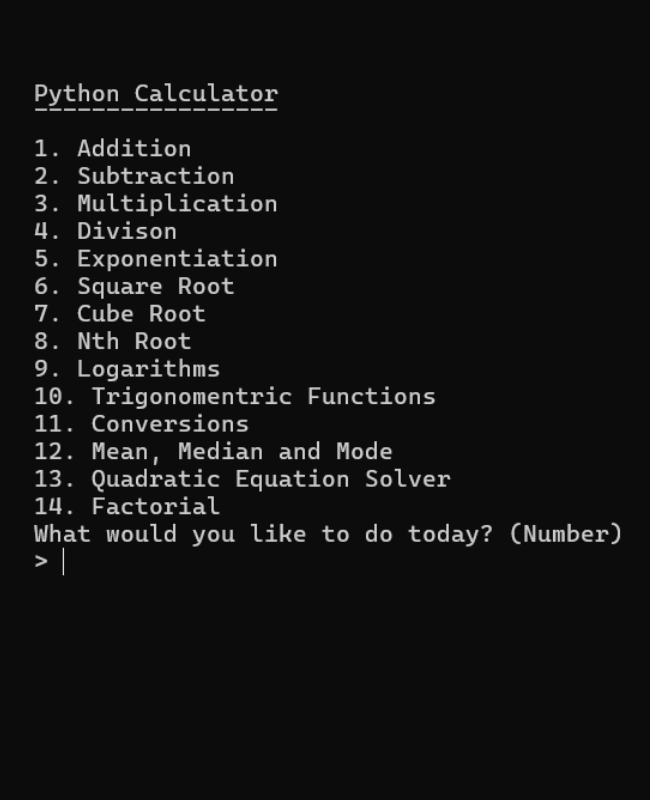 Python Calculator
-----------------
1. Addition
2. Subtraction
3. Multiplication
4. Divison
5. Exponentiation
6. Square Root
7. Cube Root
8. Nth Root
9. Logarithms
10. Trigonomentric Functions
11. Conversions
12. Mean, Median and Mode
13. Quadratic Equation Solver
14. Factorial
What would you like to do today? (Number)
>